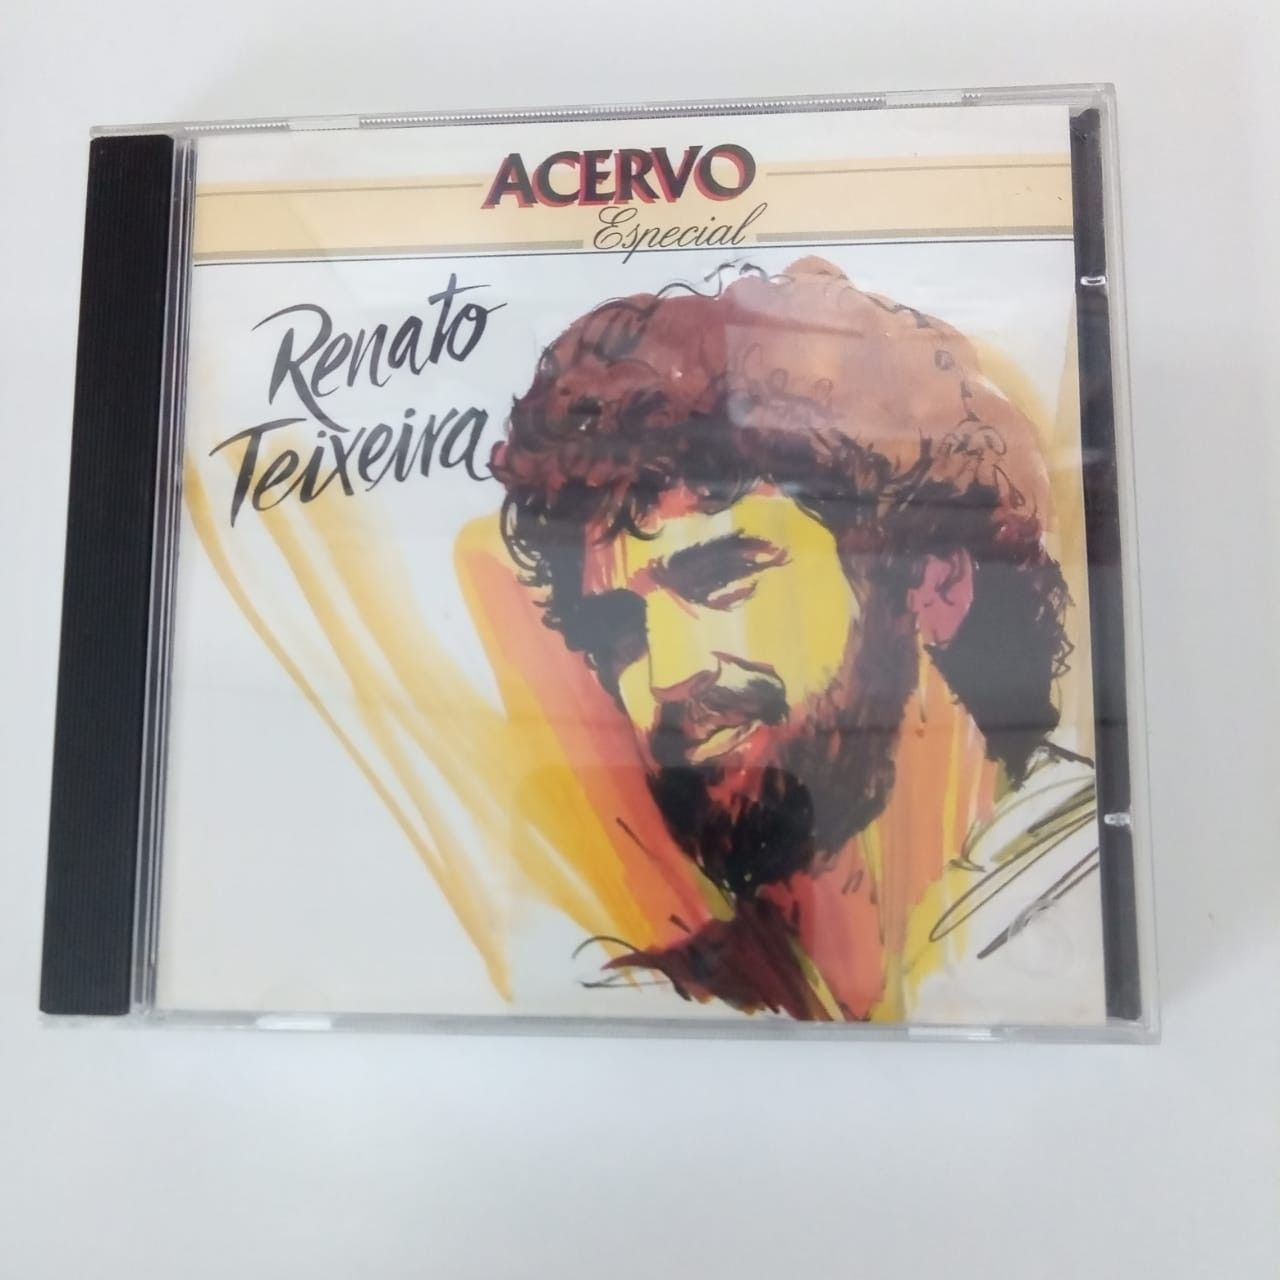 ACERVO
Especial
Renato
Teixeira